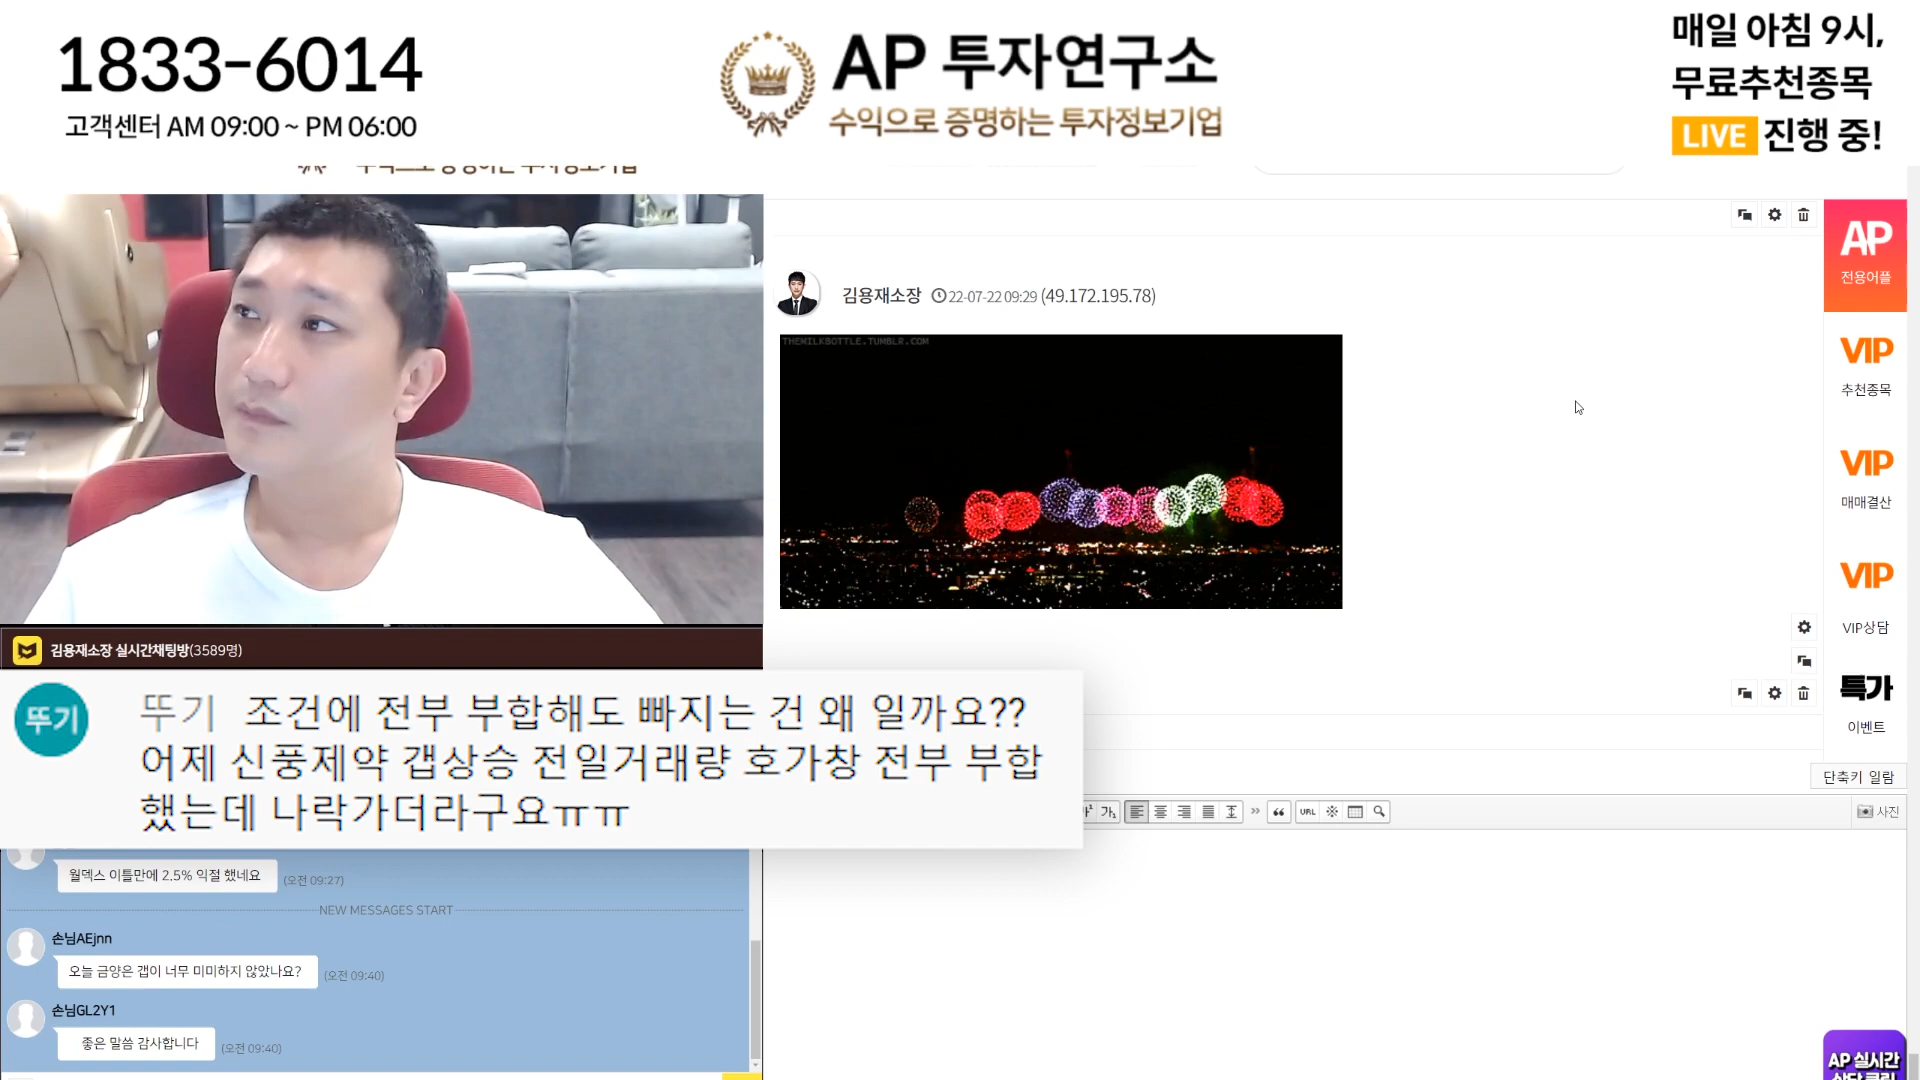 1833-6014
고객센터 AM 09:00 ~ PM 06:00
AP 투자연구소
수익으로 증명하는 투자정보기업
매일 아침 9시,
무료추천종목
LIVE 진행 중!
김용재소장 22-07-22 09:29 (49.172.195.78)
THEMILKBOTTLE.TUMBLR.COM
AP
전용어플
VIP
추천종목
VIP
매매결산
VIP
VIP상담
특가
이벤트
단축키 일람
가₁
URL
사진
김용재소장 실시간채팅방(3589명)
뚜기
뚜기 조건에 전부 부합해도 빠지는 건 왜 일까요??
어제 신풍제약 갭상승 전일거래량 호가창 전부 부합
했는데 나락가더라구요ㅠㅠ
월덱스 이틀만에 2.5% 익절 했네요 (오전 09:27)
NEW MESSAGES START
손님AEjnn
오늘 금양은 갭이 너무 미미하지 않았나요? (오전 09:40)
손님GL2Y1
좋은 말씀 감사합니다 (오전 09:40)
AP 실시간